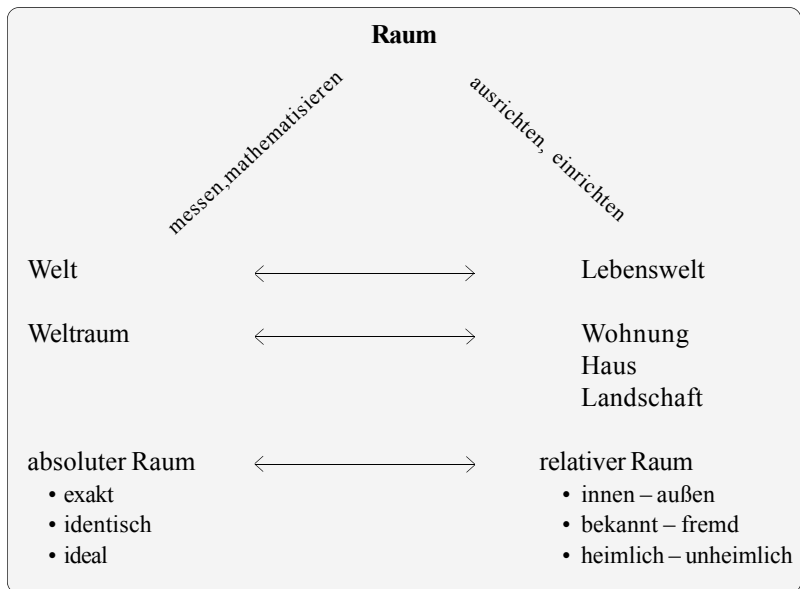 Raum
messen,mathematisieren
ausrichten, einrichten
Welt
Lebenswelt
Weltraum
Wohnung
Haus
Landschaft
absoluter Raum
• exakt
• identisch
• ideal
relativer Raum
• innen – außen
• bekannt – fremd
• heimlich – unheimlich